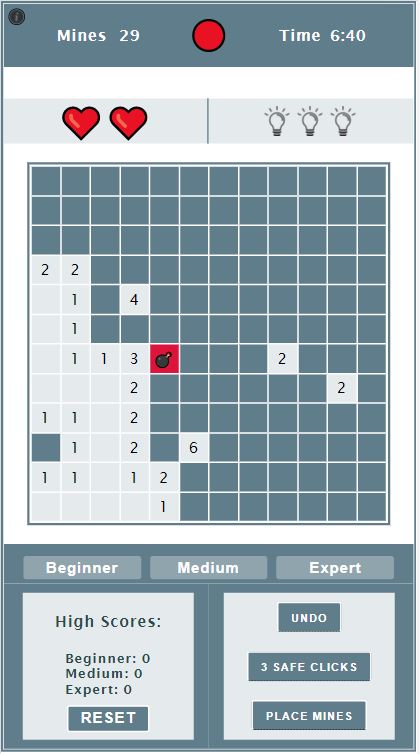 i
Mines 29
Time 6:40
2 2
1 4
1
1 1 3 2
2 2
1 1 2
1 2 6
1 1 1 2
1
Beginner Medium Expert
High Scores:
Beginner: 0
Medium: 0
Expert: 0
RESET
UNDO
3 SAFE CLICKS
PLACE MINES